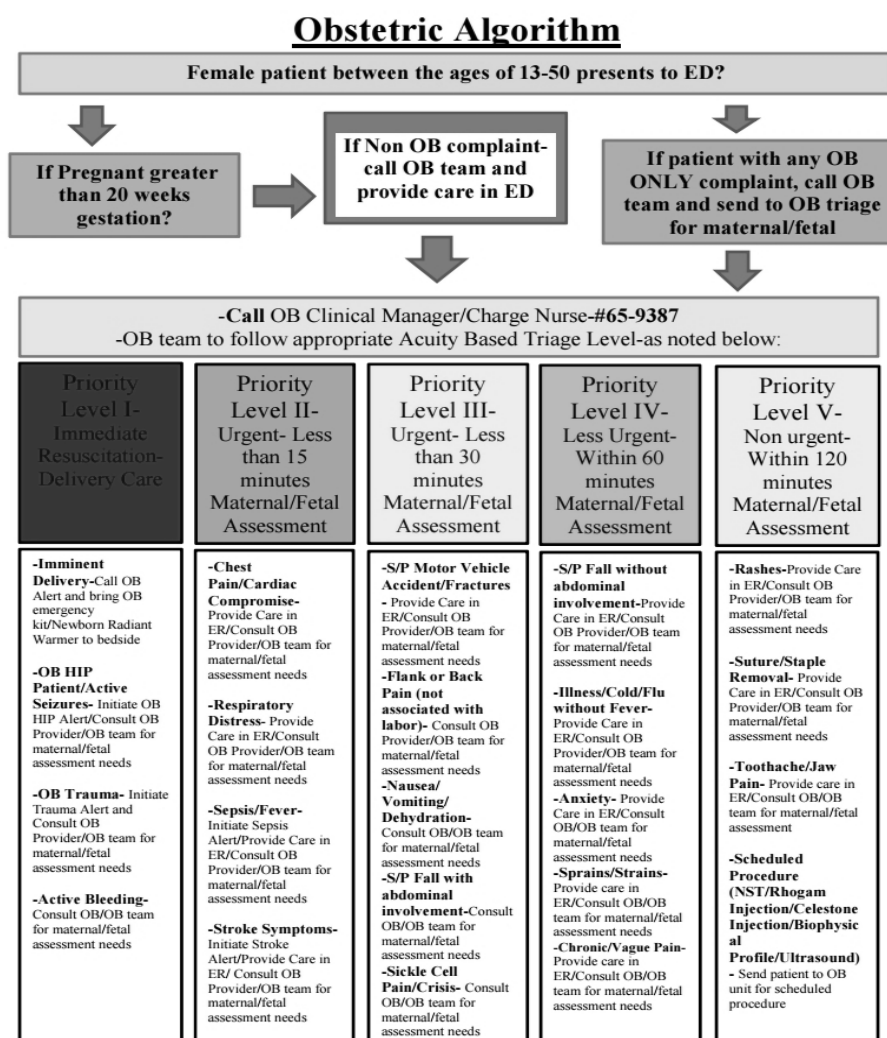 Obstetric Algorithm
Female patient between the ages of 13-50 presents to ED?
If Pregnant greater
than 20 weeks
gestation?
If Non OB complaint-
call OB team and
provide care in ED
If patient with any OB
ONLY complaint, call OB
team and send to OB triage
for maternal/fetal
-Call OB Clinical Manager/Charge Nurse-#65-9387
-OB team to follow appropriate Acuity Based Triage Level-as noted below:
Priority
Level I-
Immediate
Resuscitation-
Delivery Care
Priority
Level II-
Urgent- Less
than 15
minutes
Maternal/Fetal
Assessment
Priority
Level III-
Urgent- Less
than 30
minutes
Maternal/Fetal
Assessment
Priority
Level IV-
Less Urgent-
Within 60
minutes
Maternal/Fetal
Assessment
Priority
Level V-
Non urgent-
Within 120
minutes
Maternal/Fetal
Assessment
-Imminent
Delivery-Call OB
Alert and bring OB
emergency
kit/Newborn Radiant
Warmer to bedside
-OB HIP
Patient/Active
Seizures- Initiate OB
HIP Alert/Consult OB
Provider/OB team for
maternal/fetal
assessment needs
-OB Trauma- Initiate
Trauma Alert and
Consult OB
Provider/OB team for
maternal/fetal
assessment needs
-Active Bleeding-
Consult OB/OB team
for maternal/fetal
assessment needs
-Chest
Pain/Cardiac
Compromise-
Provide Care in
ER/Consult OB
Provider/OB team for
maternal/fetal
assessment needs
-Respiratory
Distress- Provide
Care in ER/Consult
OB Provider/OB team
for maternal/fetal
assessment needs
-Sepsis/Fever-
Initiate Sepsis
Alert/Provide Care in
ER/Consult OB
Provider/OB team for
maternal/fetal
assessment needs
-Stroke Symptoms-
Initiate Stroke
Alert/Provide Care in
ER/ Consult OB
Provider/OB team for
maternal/fetal
assessment needs
-S/P Motor Vehicle
Accident/Fractures
- Provide Care in
ER/Consult OB
Provider/OB team for
maternal/fetal
assessment needs
-Flank or Back
Pain (not
associated with
labor)- Consult OB
Provider/OB team for
maternal/fetal
assessment needs
-Nausea/
Vomiting/
Dehydration-
Consult OB/OB team
for maternal/fetal
assessment needs
-S/P Fall with
abdominal
involvement-Consult
OB/OB team for
maternal/fetal
assessment needs
-Sickle Cell
Pain/Crisis- Consult
OB/OB team for
maternal/fetal
assessment needs
-S/P Fall without
abdominal
involvement-Provide
Care in ER/Consult
OB Provider/OB team
for maternal/fetal
assessment needs
-Illness/Cold/Flu
without Fever-
Provide Care in
ER/Consult OB
Provider/OB team for
maternal/fetal
assessment needs
-Anxiety- Provide
Care in ER/Consult
OB/OB team for
maternal/fetal
assessment needs
-Sprains/Strains-
Provide care in
ER/Consult OB/OB
team for maternal/fetal
assessment needs
-Chronic/Vague Pain-
Provide care in
ER/Consult OB/OB
team for maternal/fetal
assessment needs
-Rashes-Provide Care
in ER/Consult OB
Provider/OB team for
maternal/fetal
assessment needs
-Suture/Staple
Removal- Provide
Care in ER/Consult OB
Provider/OB team for
maternal/fetal
assessment needs
-Toothache/Jaw
Pain- Provide care in
ER/Consult OB/OB
team for maternal/fetal
assessment
-Scheduled
Procedure
(NST/Rhogam
Injection/Celestone
Injection/Biophysic
al
Profile/Ultrasound)
- Send patient to OB
unit for scheduled
procedure